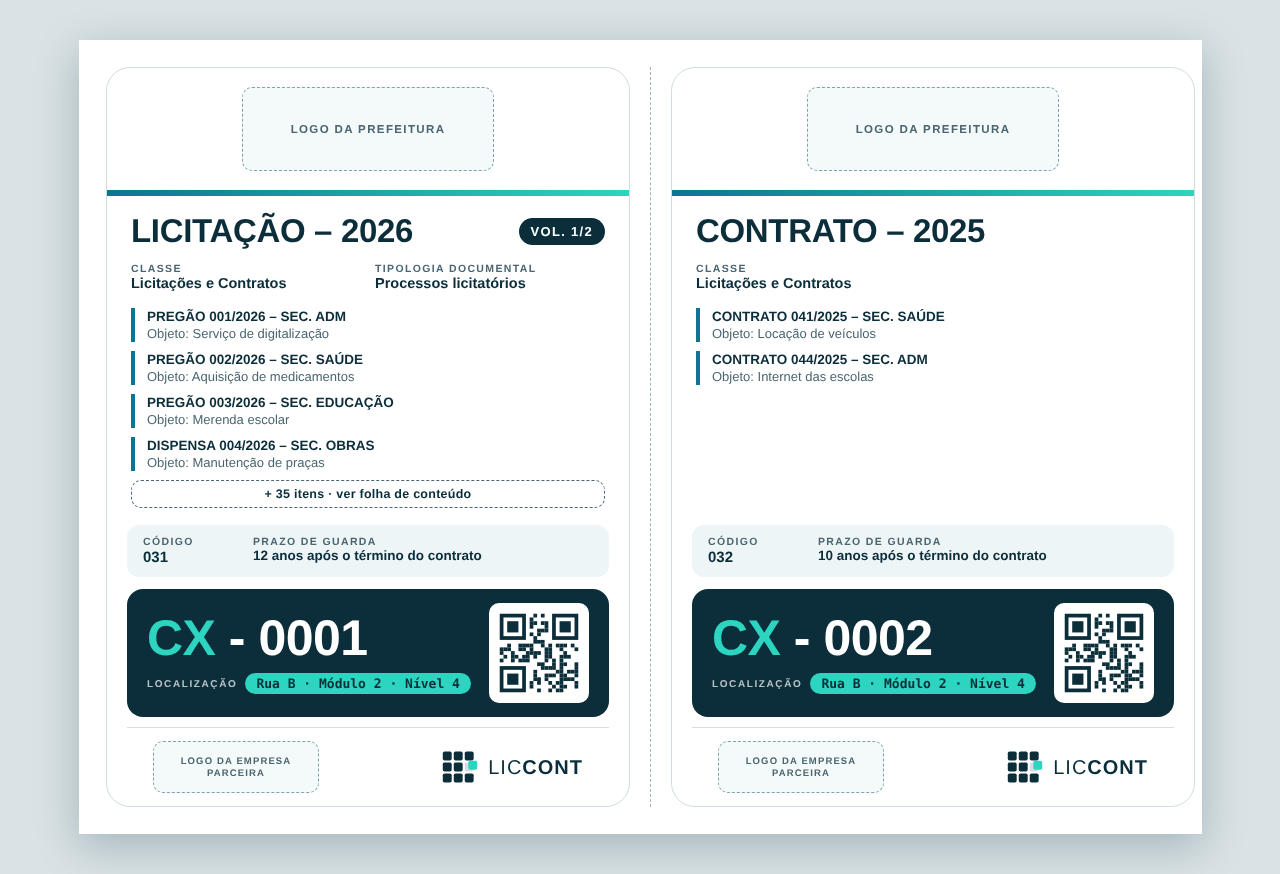 LOGO DA PREFEITURA
LICITAÇÃO – 2026
VOL. 1/2
CLASSE
Licitações e Contratos
TIPOLOGIA DOCUMENTAL
Processos licitatórios
PREGÃO 001/2026 – SEC. ADM
Objeto: Serviço de digitalização
PREGÃO 002/2026 – SEC. SAÚDE
Objeto: Aquisição de medicamentos
PREGÃO 003/2026 – SEC. EDUCAÇÃO
Objeto: Merenda escolar
DISPENSA 004/2026 – SEC. OBRAS
Objeto: Manutenção de praças
+ 35 itens · ver folha de conteúdo
CÓDIGO
031
PRAZO DE GUARDA
12 anos após o término do contrato
CX - 0001
LOCALIZAÇÃO Rua B · Módulo 2 · Nível 4
LOGO DA EMPRESA
PARCEIRA
LICCONT
LOGO DA PREFEITURA
CONTRATO – 2025
CLASSE
Licitações e Contratos
CONTRATO 041/2025 – SEC. SAÚDE
Objeto: Locação de veículos
CONTRATO 044/2025 – SEC. ADM
Objeto: Internet das escolas
CÓDIGO
032
PRAZO DE GUARDA
10 anos após o término do contrato
CX - 0002
LOCALIZAÇÃO Rua B · Módulo 2 · Nível 4
LOGO DA EMPRESA
PARCEIRA
LICCONT